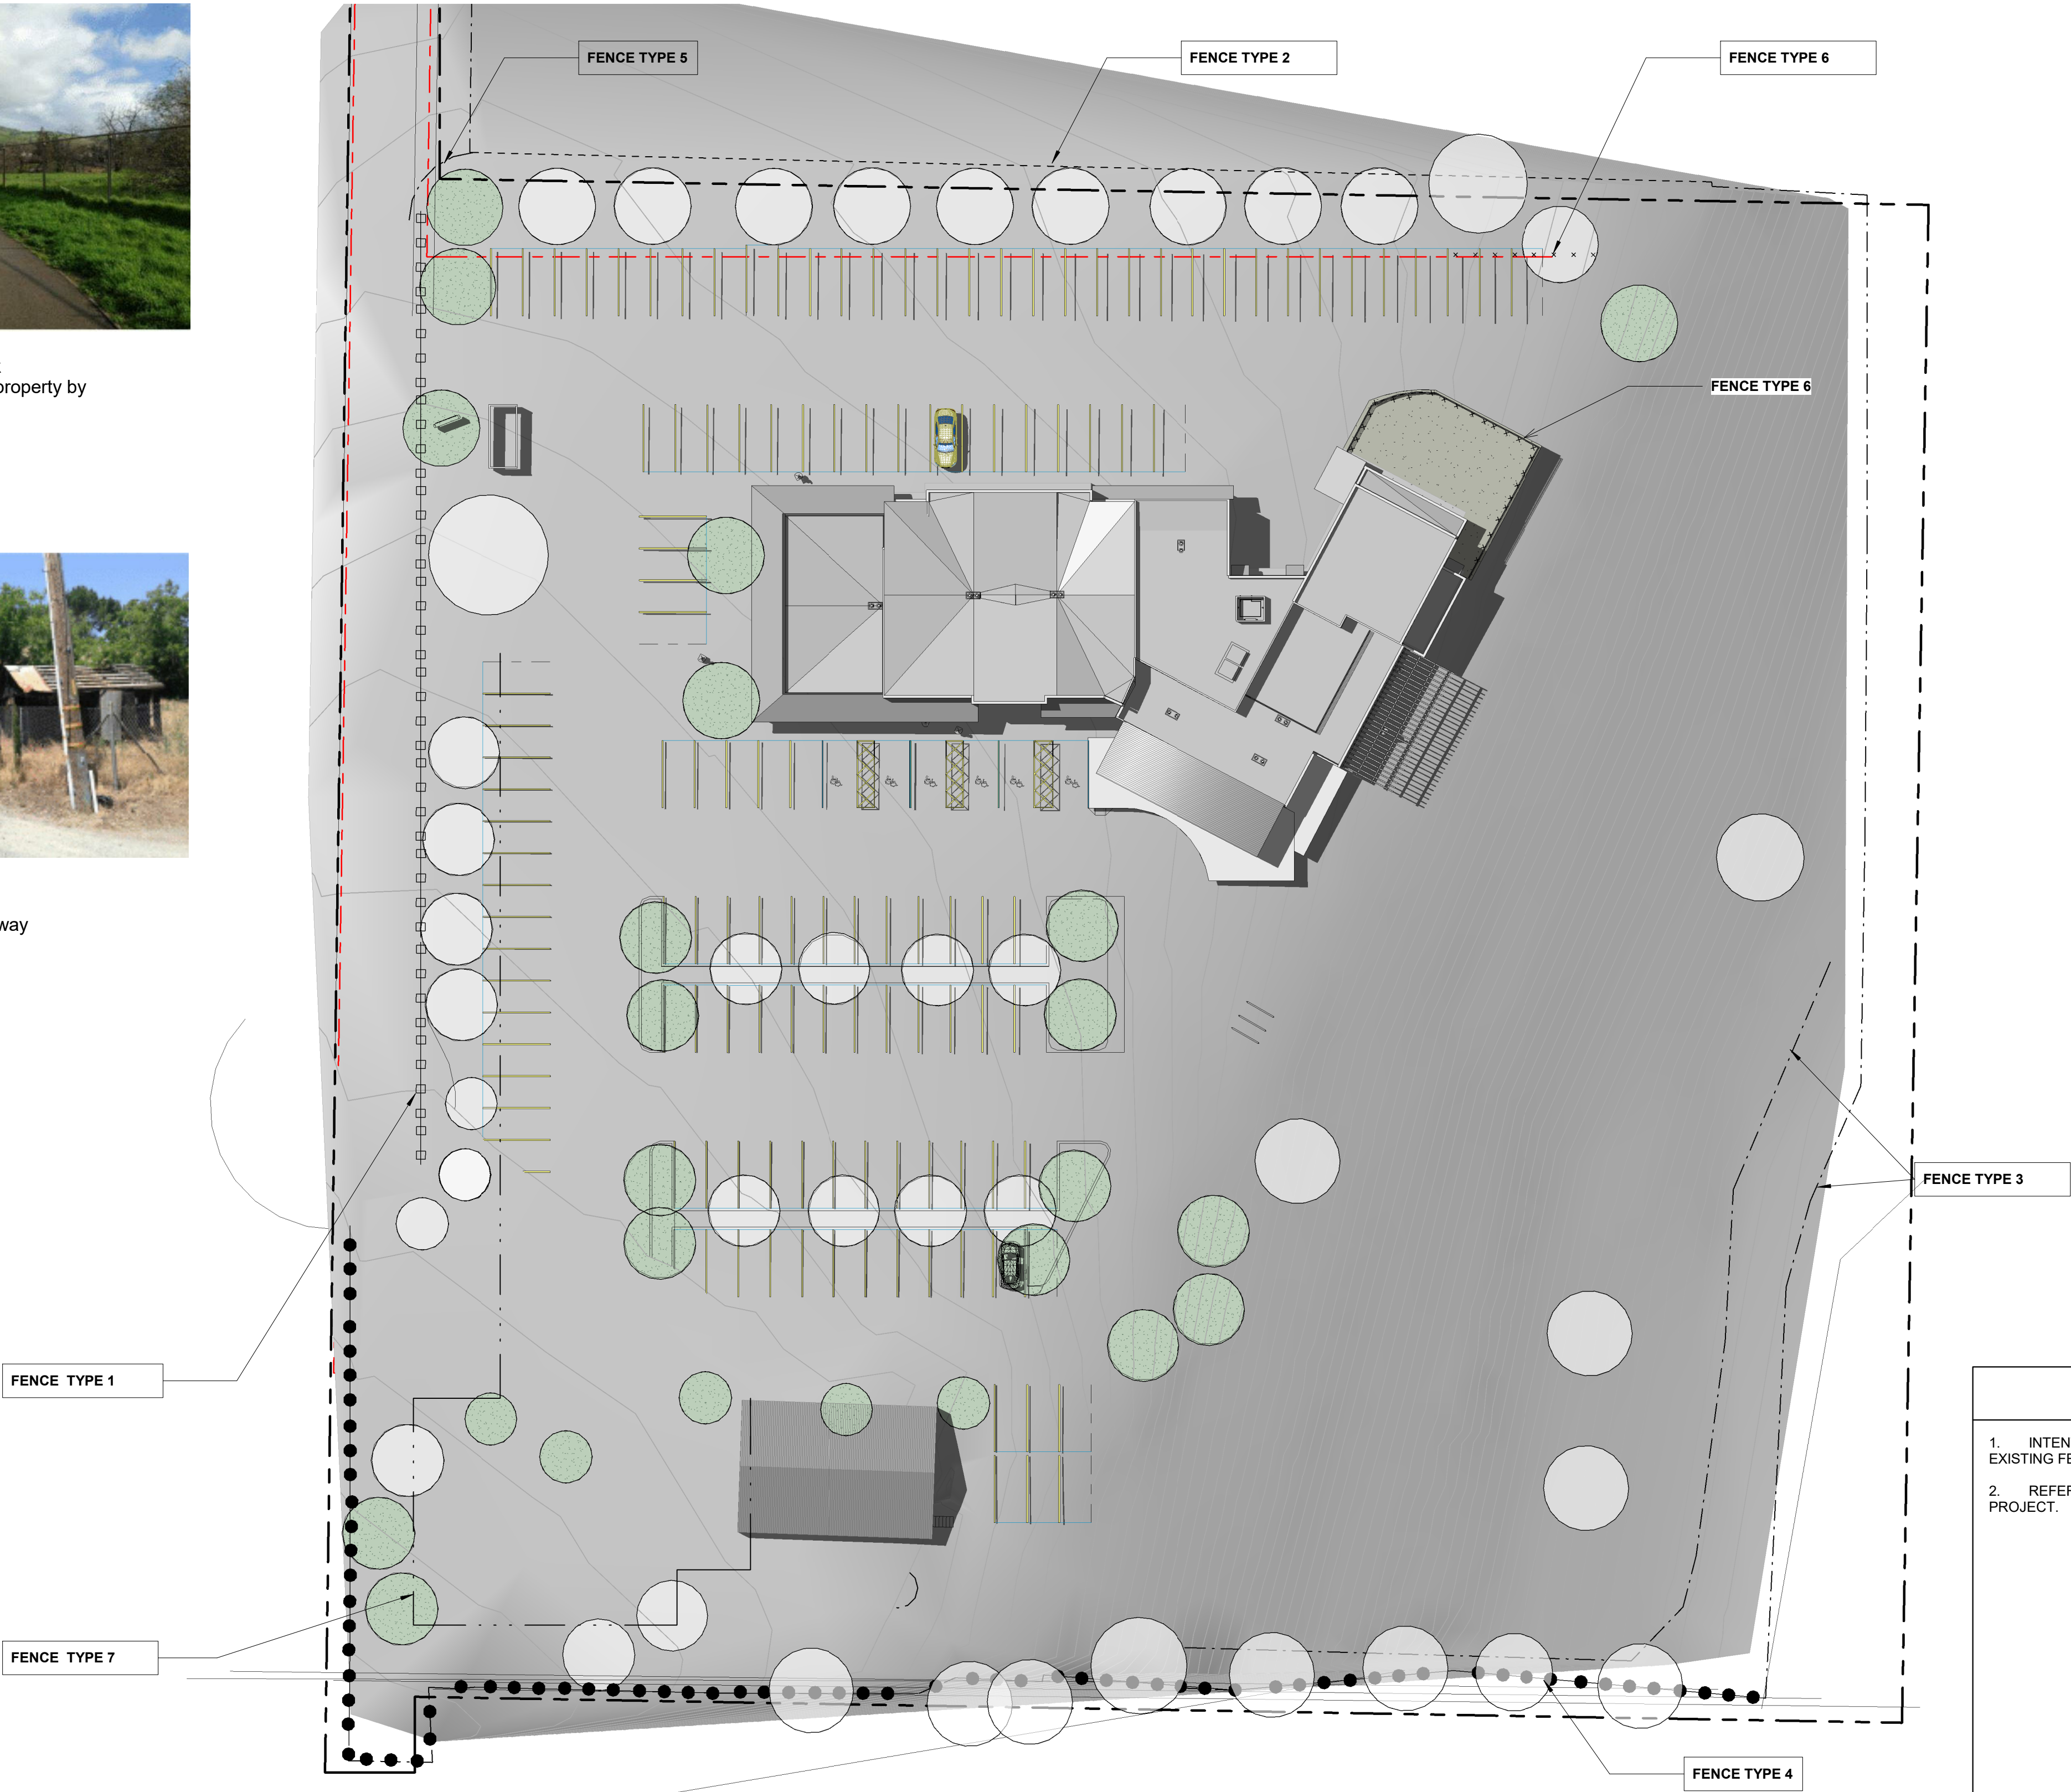 FENCE TYPE 5
FENCE TYPE 2
FENCE TYPE 6
property by
FENCE TYPE 6
way
FENCE TYPE 3
FENCE TYPE 1
1. INTEN
EXISTING FE
2. REFER
PROJECT.
FENCE TYPE 7
FENCE TYPE 4